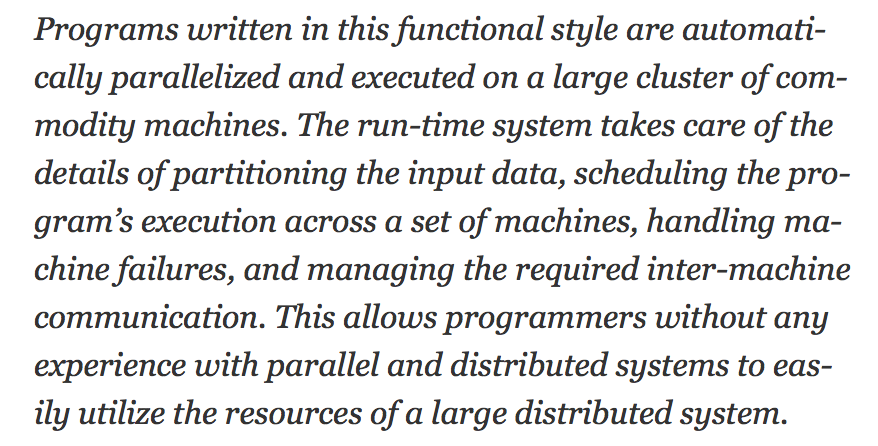 Programs written in this functional style are automati-
cally parallelized and executed on a large cluster of com-
modity machines. The run-time system takes care of the
details of partitioning the input data, scheduling the pro-
gram’s execution across a set of machines, handling ma-
chine failures, and managing the required inter-machine
communication. This allows programmers without any
experience with parallel and distributed systems to eas-
ily utilize the resources of a large distributed system.